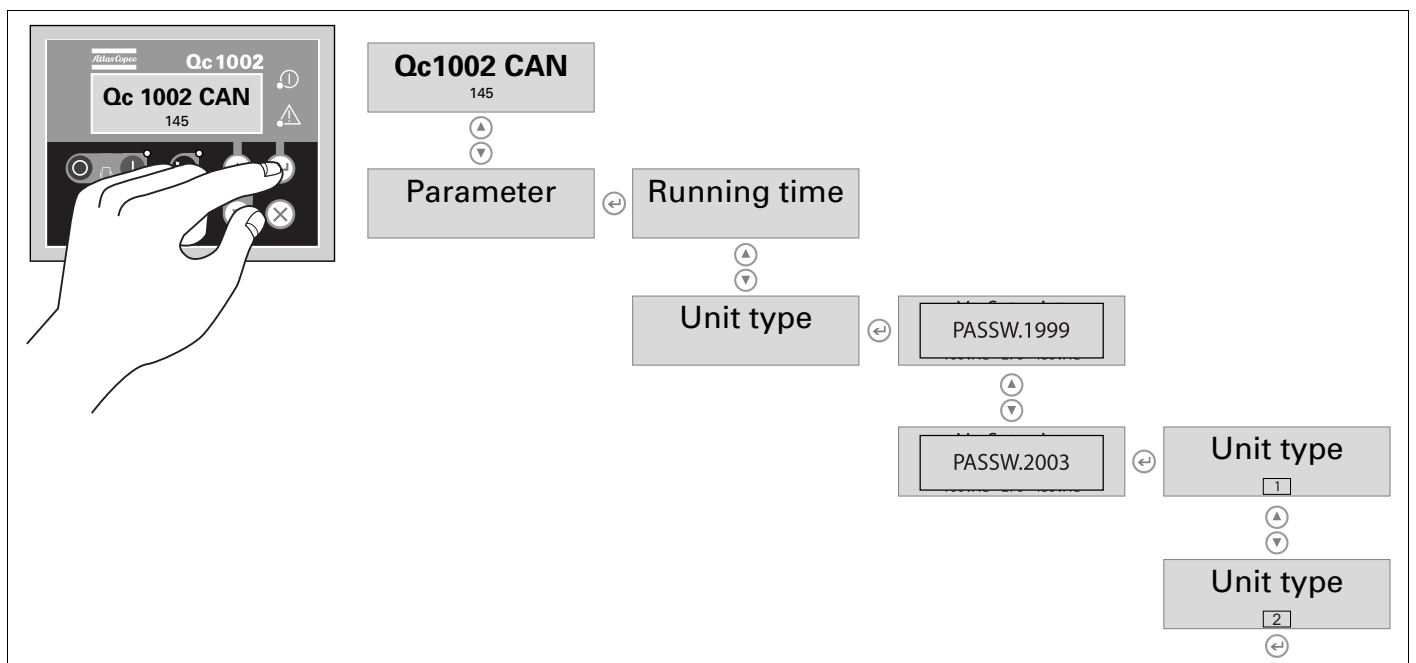 Atlas Copco
Qc1002
Qc 1002 CAN
145
Qc1002 CAN
145
Parameter
Running time
Unit type
PASSW.1999
PASSW.2003
Unit type
1
Unit type
2